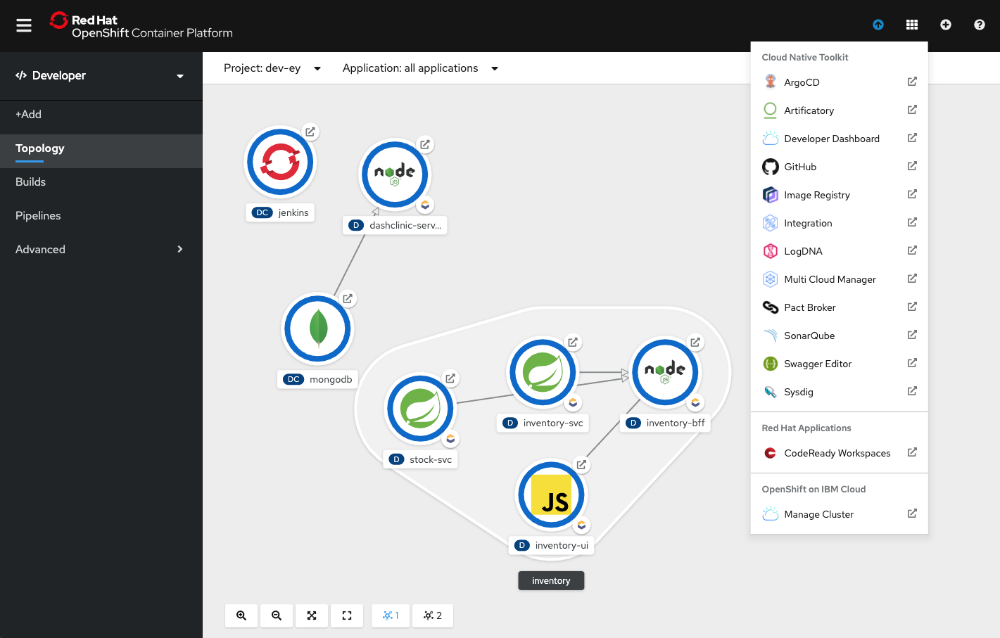 Red Hat
OpenShift Container Platform
Developer
+Add
Topology
Builds
Pipelines
Advanced
Project: dev-ey
Application: all applications
DC jenkins
node
JS
D dashclinic-serv...
DC mongodb
D stock-svc
D inventory-svc
node
JS
D inventory-bff
JS
D inventory-ui
inventory
1
2
Cloud Native Toolkit
ArgoCD
Artificatory
Developer Dashboard
GitHub
Image Registry
Integration
LogDNA
Multi Cloud Manager
Pact Broker
SonarQube
Swagger Editor
Sysdig
Red Hat Applications
CodeReady Workspaces
OpenShift on IBM Cloud
Manage Cluster